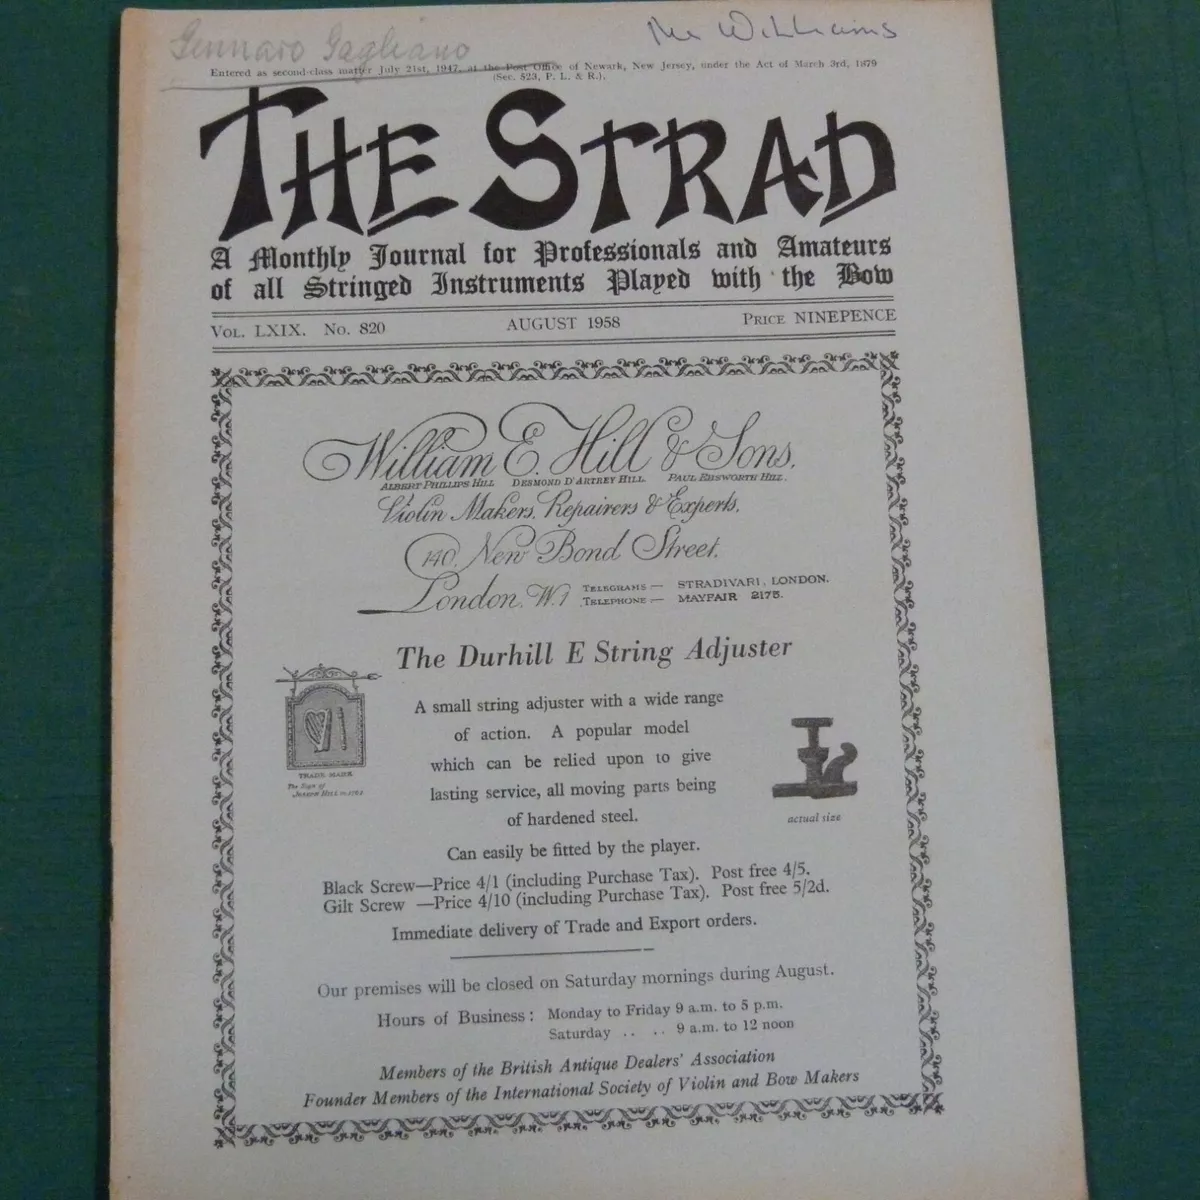 Gennaro Gagliano
Mr Williams
Entered as second-class matter July 21st, 1947, at the Post Office of Newark, New Jersey, under the Act of March 3rd, 1879
(Sec. 523, P. L. & R.).
THE STRAD
A Monthly Journal for Professionals and Amateurs
of all Stringed Instruments Played with the Bow
VOL. LXIX. No. 820 AUGUST 1958 PRICE NINEPENCE
William E. Hill & Sons.
ALBERT PHILLIPS HILL DESMOND D'ARTREY HILL. PAUL EBSWORTH HILL.
Violin Makers, Repairers & Experts,
140, New Bond Street.
London. W.1 TELEGRAMS — STRADIVARI, LONDON.
TELEPHONE — MAYFAIR 2175.
The Durhill E String Adjuster
A small string adjuster with a wide range
of action. A popular model
which can be relied upon to give
lasting service, all moving parts being
of hardened steel.
TRADE MARK
The Sign of
JOSEPH HILL in 1762
actual size
Can easily be fitted by the player.
Black Screw—Price 4/1 (including Purchase Tax). Post free 4/5.
Gilt Screw —Price 4/10 (including Purchase Tax). Post free 5/2d.
Immediate delivery of Trade and Export orders.
Our premises will be closed on Saturday mornings during August.
Hours of Business: Monday to Friday 9 a.m. to 5 p.m.
Saturday .. .. 9 a.m. to 12 noon
Members of the British Antique Dealers' Association
Founder Members of the International Society of Violin and Bow Makers